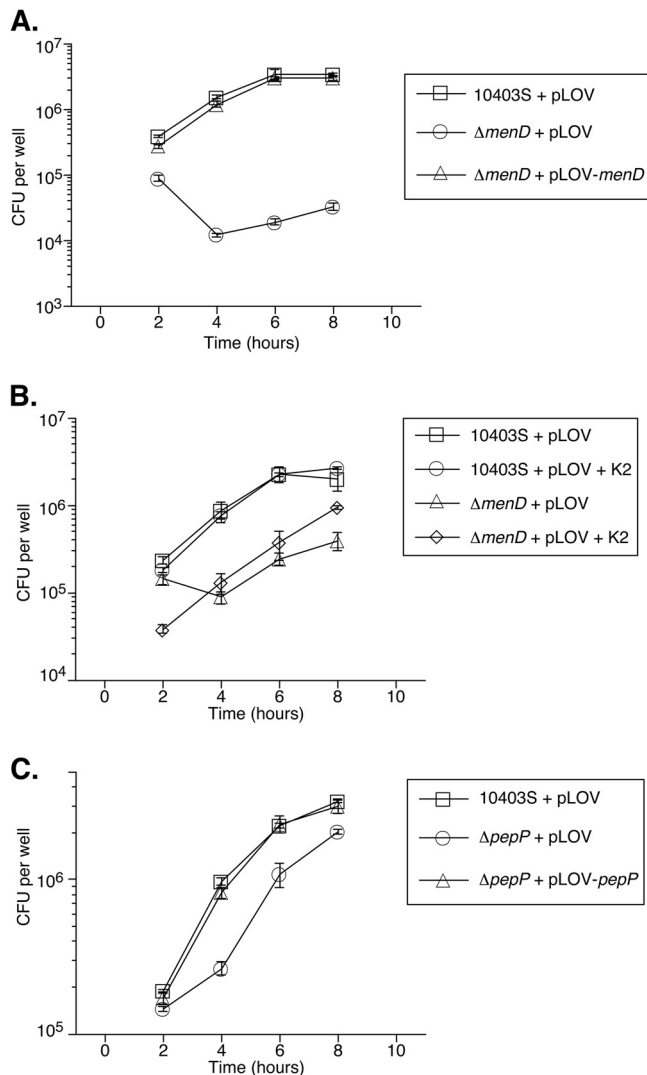 A.
10⁷
10⁶
10⁵
10⁴
10³
CFU per well
0 2 4 6 8 10
Time (hours)
10403S + pLOV
ΔmenD + pLOV
ΔmenD + pLOV-menD
B.
10⁷
10⁶
10⁵
10⁴
CFU per well
0 2 4 6 8 10
Time (hours)
10403S + pLOV
10403S + pLOV + K2
ΔmenD + pLOV
ΔmenD + pLOV + K2
C.
10⁶
10⁵
CFU per well
0 2 4 6 8 10
Time (hours)
10403S + pLOV
ΔpepP + pLOV
ΔpepP + pLOV-pepP